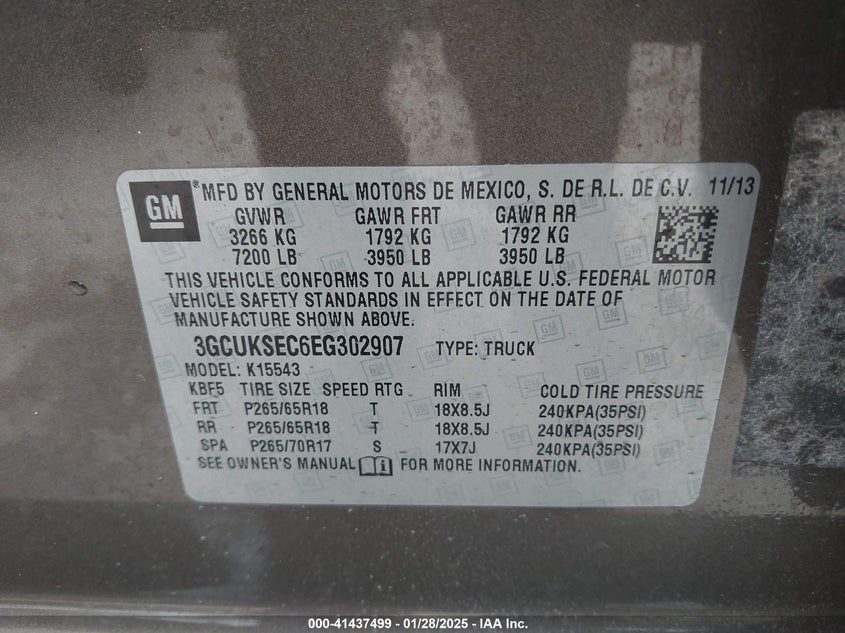 GM ® MFD BY GENERAL MOTORS DE MEXICO, S. DE R.L. DE C.V. 11/13
GVWR GAWR FRT GAWR RR
3266 KG 1792 KG 1792 KG
7200 LB 3950 LB 3950 LB
THIS VEHICLE CONFORMS TO ALL APPLICABLE U.S. FEDERAL MOTOR
VEHICLE SAFETY STANDARDS IN EFFECT ON THE DATE OF
MANUFACTURE SHOWN ABOVE.
3GCUKSEC6EG302907 TYPE: TRUCK
MODEL: K15543
KBF5 TIRE SIZE SPEED RTG RIM COLD TIRE PRESSURE
FRT P265/65R18 T 18X8.5J 240KPA(35PSI)
RR P265/65R18 T 18X8.5J 240KPA(35PSI)
SPA P265/70R17 S 17X7J 240KPA(35PSI)
SEE OWNER'S MANUAL FOR MORE INFORMATION.
000-41437499 - 01/28/2025 - IAA Inc.